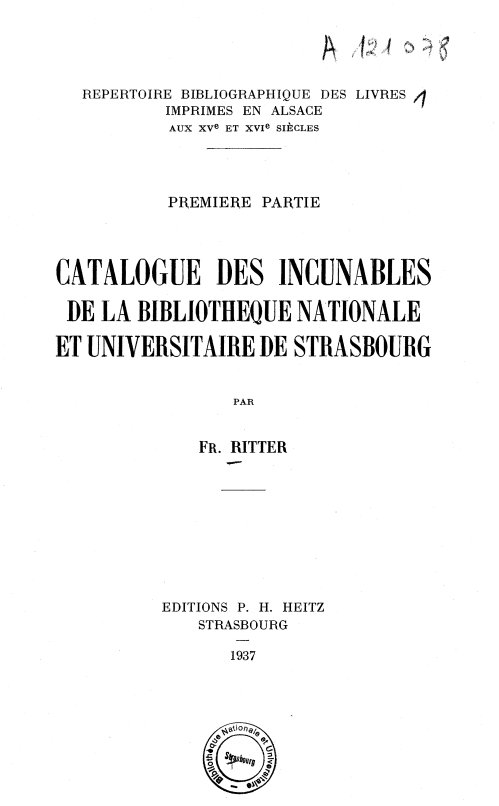 A 121 078
REPERTOIRE BIBLIOGRAPHIQUE DES LIVRES 1
IMPRIMES EN ALSACE
AUX XVe ET XVIe SIÈCLES
PREMIERE PARTIE
CATALOGUE DES INCUNABLES
DE LA BIBLIOTHEQUE NATIONALE
ET UNIVERSITAIRE DE STRASBOURG
PAR
FR. RITTER
EDITIONS P. H. HEITZ
STRASBOURG
1937
Bibliothèque Nationale et Universitaire
Strasbourg